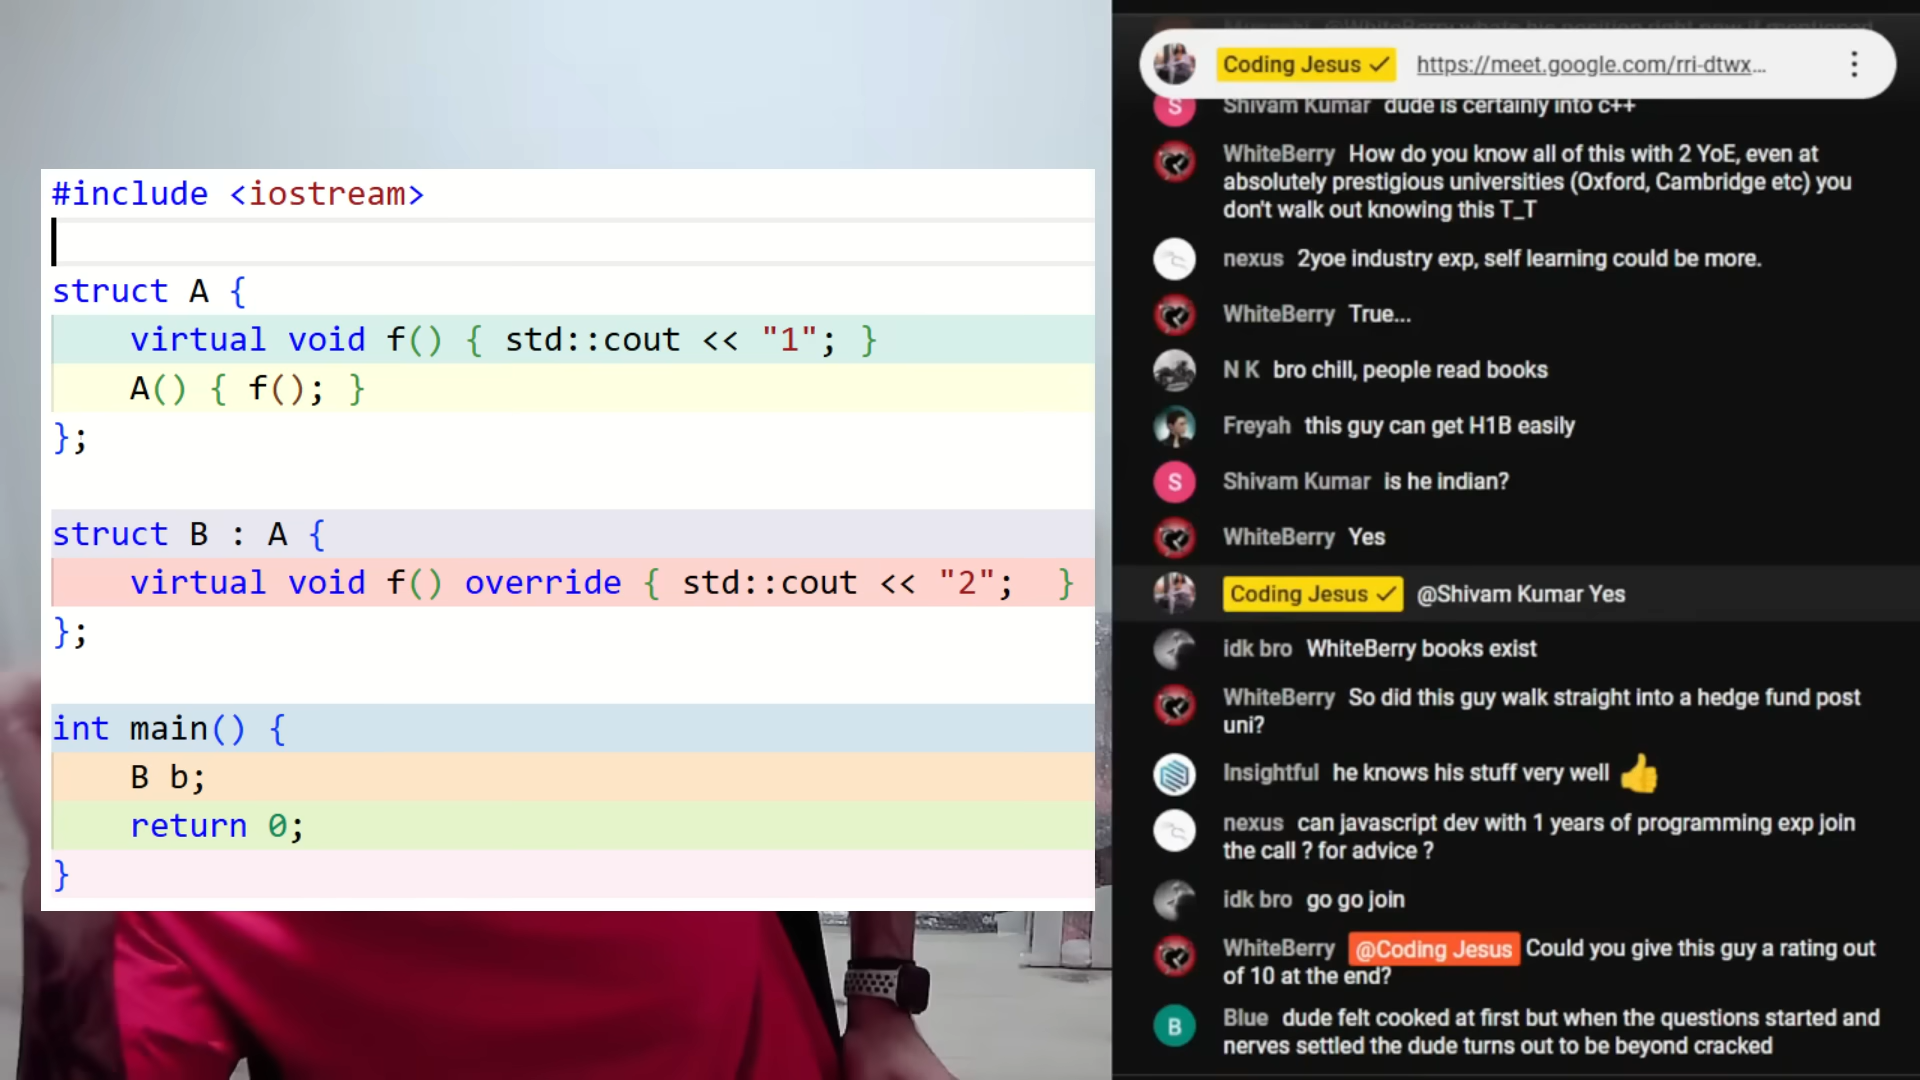 #include <iostream>
struct A {
virtual void f() { std::cout << "1"; }
A() { f(); }
};
struct B : A {
virtual void f() override { std::cout << "2";  }
};
int main() {
B b;
return 0;
}
Coding Jesus https://meet.google.com/rri-dtwx...
S Shivam Kumar dude is certainly into c++
WhiteBerry How do you know all of this with 2 YoE, even at
absolutely prestigious universities (Oxford, Cambridge etc) you
don't walk out knowing this T_T
nexus 2yoe industry exp, self learning could be more.
WhiteBerry True...
N K bro chill, people read books
Freyah this guy can get H1B easily
S Shivam Kumar is he indian?
WhiteBerry Yes
Coding Jesus @Shivam Kumar Yes
idk bro WhiteBerry books exist
WhiteBerry So did this guy walk straight into a hedge fund post
uni?
Insightful he knows his stuff very well
nexus can javascript dev with 1 years of programming exp join
the call ? for advice ?
idk bro go go join
WhiteBerry @Coding Jesus Could you give this guy a rating out
of 10 at the end?
B Blue dude felt cooked at first but when the questions started and
nerves settled the dude turns out to be beyond cracked